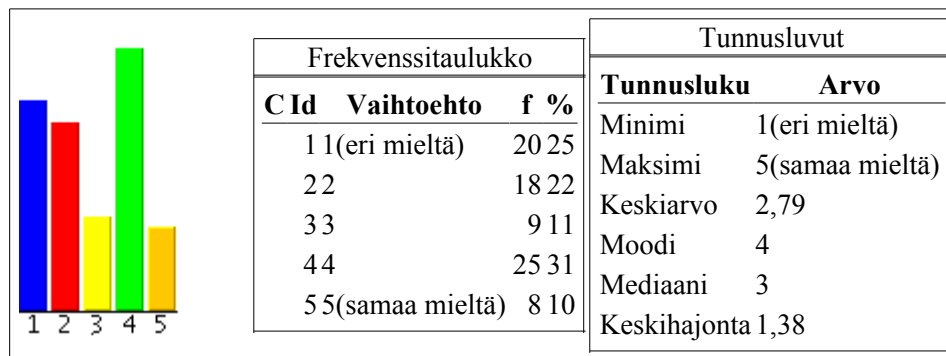 1 2 3 4 5
Frekvenssitaulukko
C Id Vaihtoehto f %
1 1(eri mieltä) 20 25
2 2 18 22
3 3 9 11
4 4 25 31
5 5(samaa mieltä) 8 10
Tunnusluvut
Tunnusluku Arvo
Minimi 1(eri mieltä)
Maksimi 5(samaa mieltä)
Keskiarvo 2,79
Moodi 4
Mediaani 3
Keskihajonta 1,38